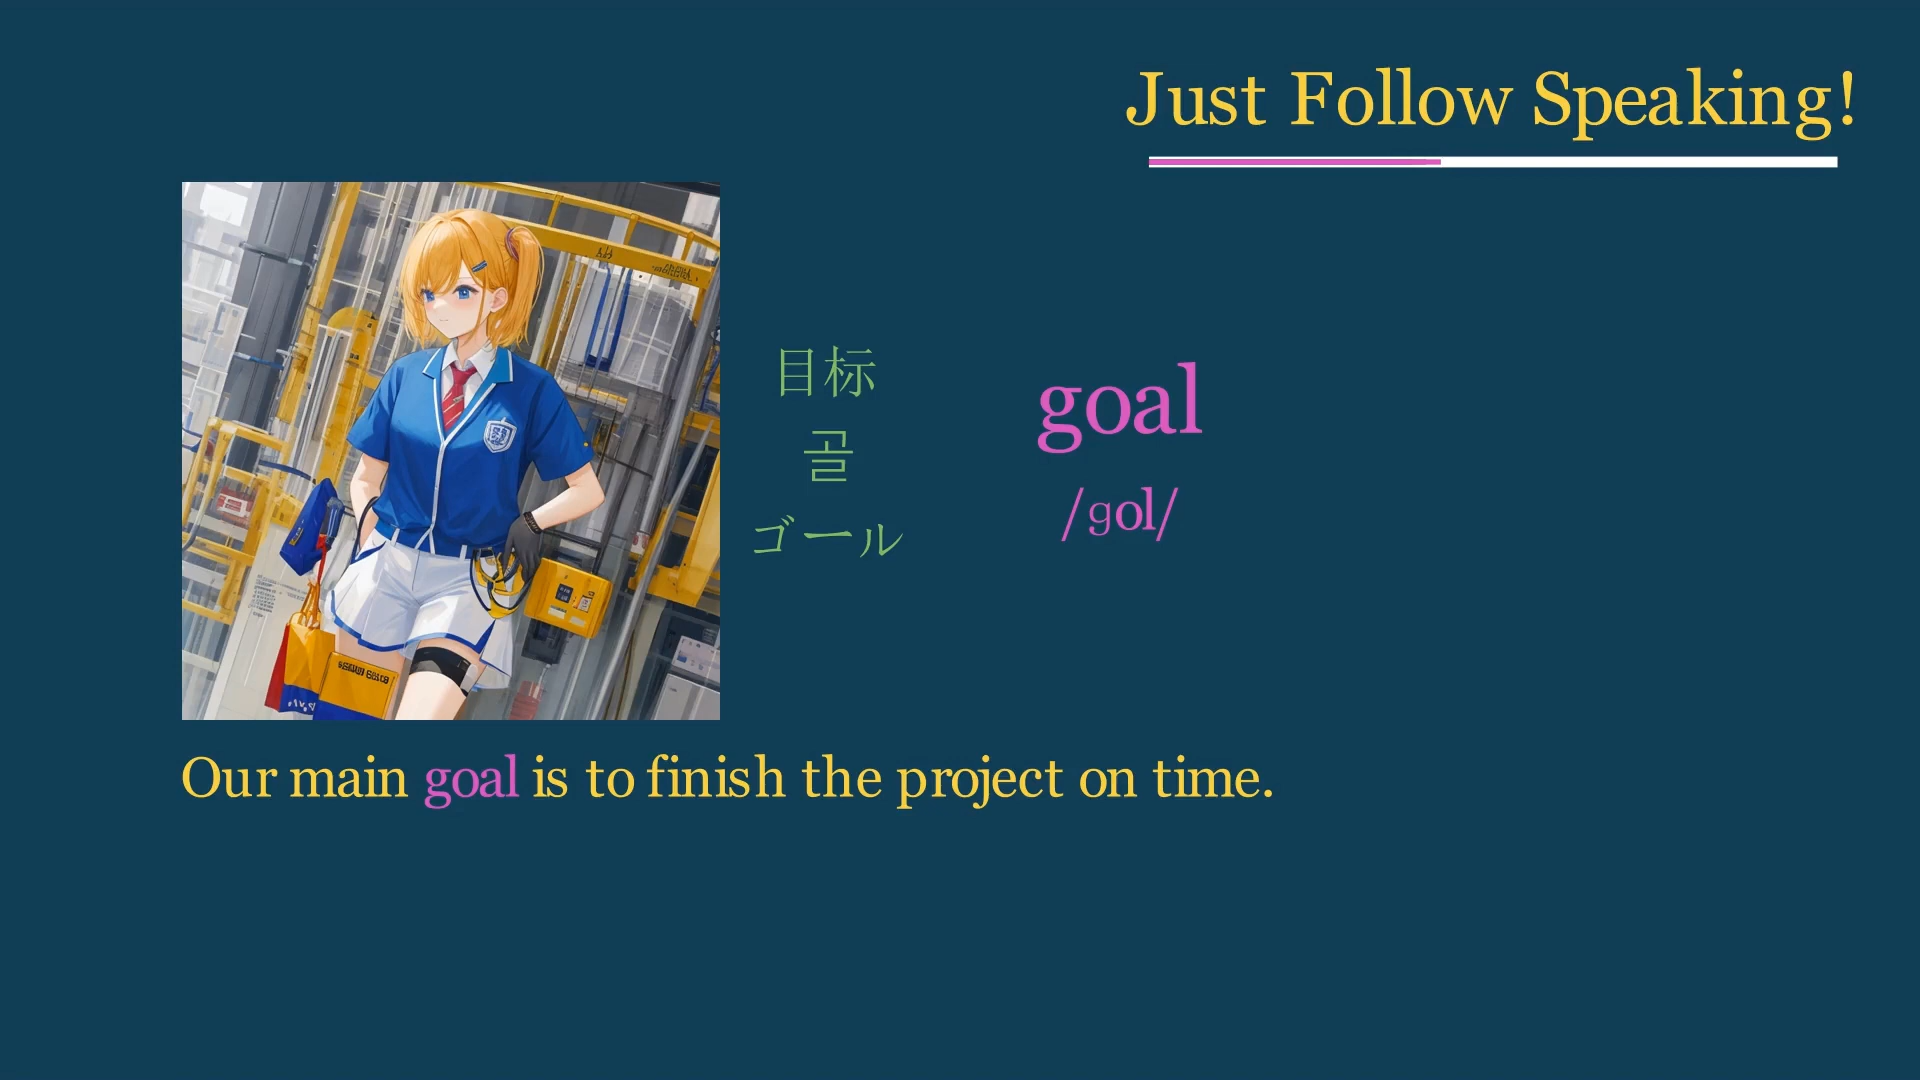 Just Follow Speaking!
目标
골
ゴール
goal
/ɡol/
Our main goal is to finish the project on time.